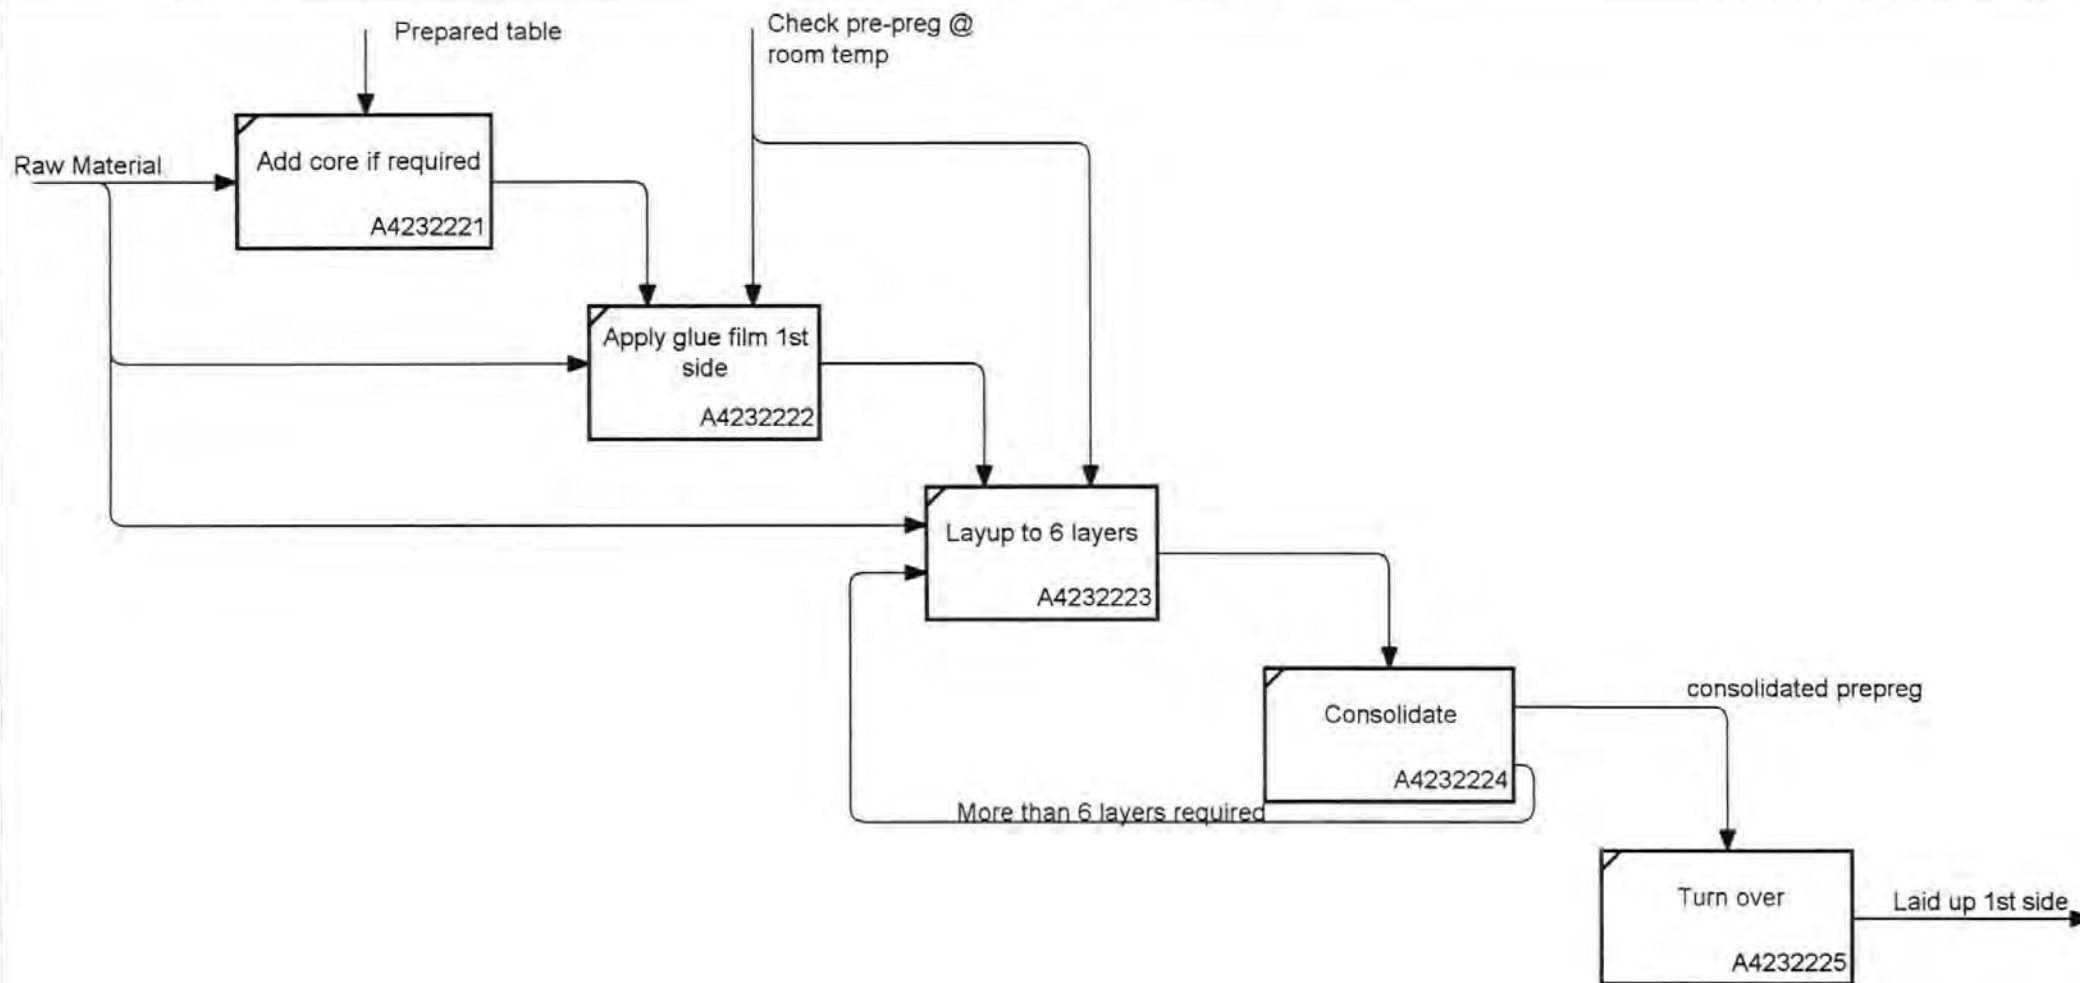 Prepared table
Check pre-preg @
room temp
Raw Material
Add core if required
A4232221
Apply glue film 1st
side
A4232222
Layup to 6 layers
A4232223
Consolidate
A4232224
consolidated prepreg
More than 6 layers required
Turn over
A4232225
Laid up 1st side